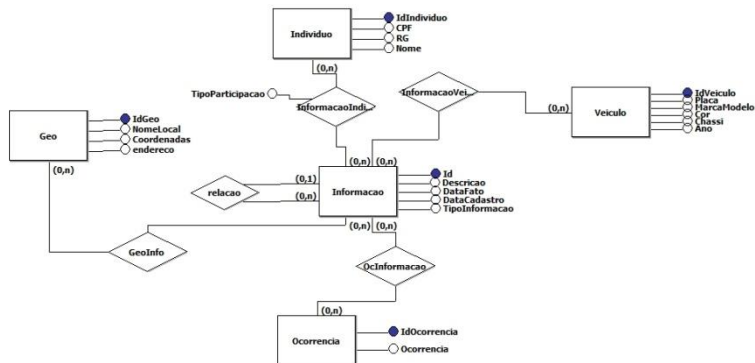 Individuo
IdIndividuo
CPF
RG
Nome
(0,n)
TipoParticipacao
InformacaoIndi...
InformacaoVei...
(0,n)
Veiculo
IdVeiculo
Placa
MarcaModelo
Cor
Chassi
Ano
Geo
IdGeo
NomeLocal
Coordenadas
endereco
(0,n)
(0,n)
(0,n)
relacao
(0,1)
(0,n)
Informacao
Id
Descricao
DataFato
DataCadastro
TipoInformacao
(0,n)
(0,n)
GeoInfo
OcInformacao
(0,n)
Ocorrencia
IdOcorrencia
Ocorrencia